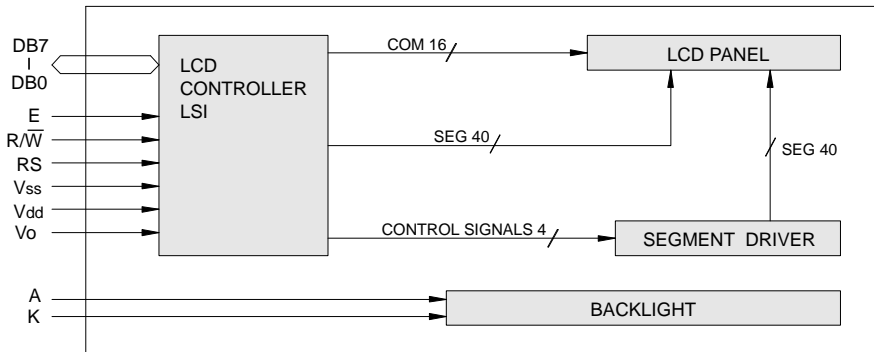 DB7
I
DB0
E
R/W̅
RS
Vss
Vdd
Vo
A
K
LCD
CONTROLLER
LSI
COM 16
SEG 40
CONTROL SIGNALS 4
LCD PANEL
SEG 40
SEGMENT DRIVER
BACKLIGHT